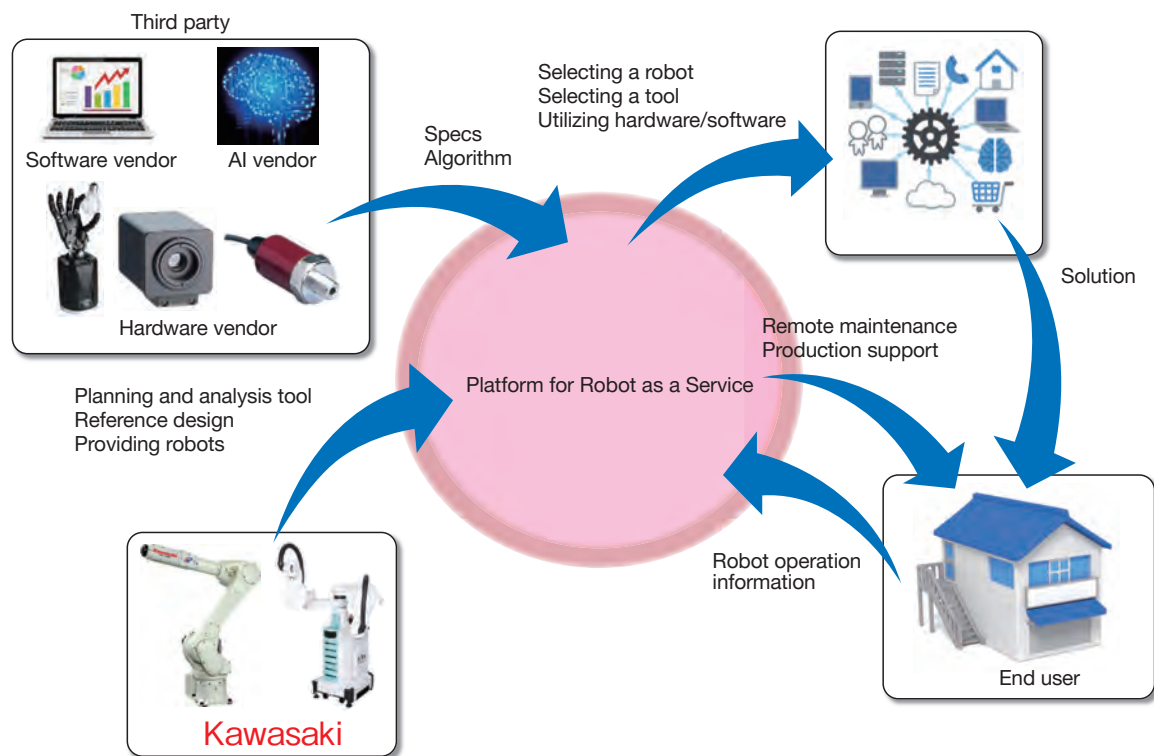 Third party
Software vendor
AI vendor
Hardware vendor
Specs
Algorithm
Selecting a robot
Selecting a tool
Utilizing hardware/software
Solution
Remote maintenance
Production support
Platform for Robot as a Service
Planning and analysis tool
Reference design
Providing robots
Robot operation
information
Kawasaki
Kawasaki
End user